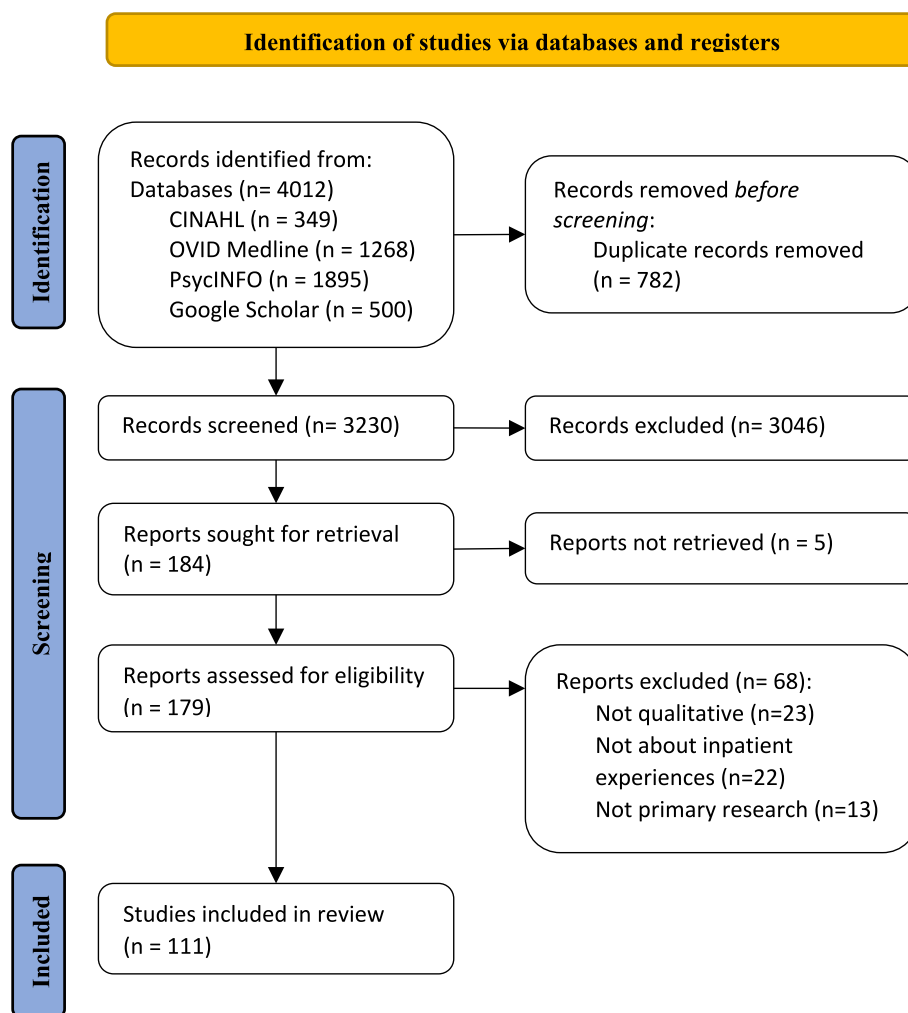 Identification of studies via databases and registers
Identification
Records identified from:
Databases (n= 4012)
CINAHL (n = 349)
OVID Medline (n = 1268)
PsycINFO (n = 1895)
Google Scholar (n = 500)
Records removed before
screening:
Duplicate records removed
(n = 782)
Screening
Records screened (n= 3230)
Records excluded (n= 3046)
Reports sought for retrieval
(n = 184)
Reports not retrieved (n = 5)
Reports assessed for eligibility
(n = 179)
Reports excluded (n= 68):
Not qualitative (n=23)
Not about inpatient
experiences (n=22)
Not primary research (n=13)
Included
Studies included in review
(n = 111)